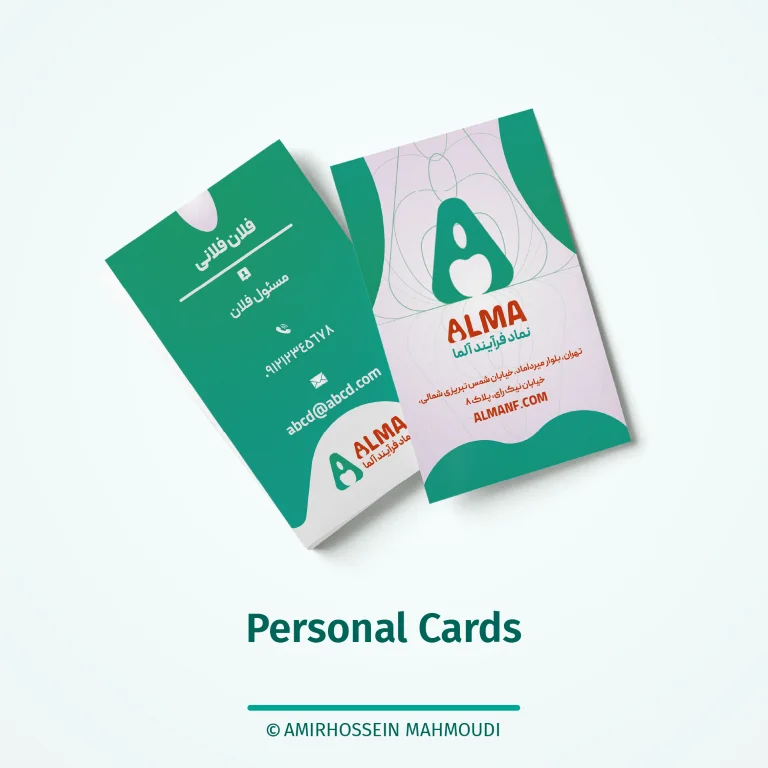 فلان فلانی
مسئول فلان
۰۹۱۲۱۲۳۴۵۶۷۸
abcd@abcd.com
ALMA
نماد فرآیند آلما
ALMA
نماد فرآیند آلما
تهران، بلوار میرداماد، خیابان شمس تبریزی شمالی،
خیابان نیک رای، پلاک ۸
ALMANF.COM
Personal Cards
© AMIRHOSSEIN MAHMOUDI